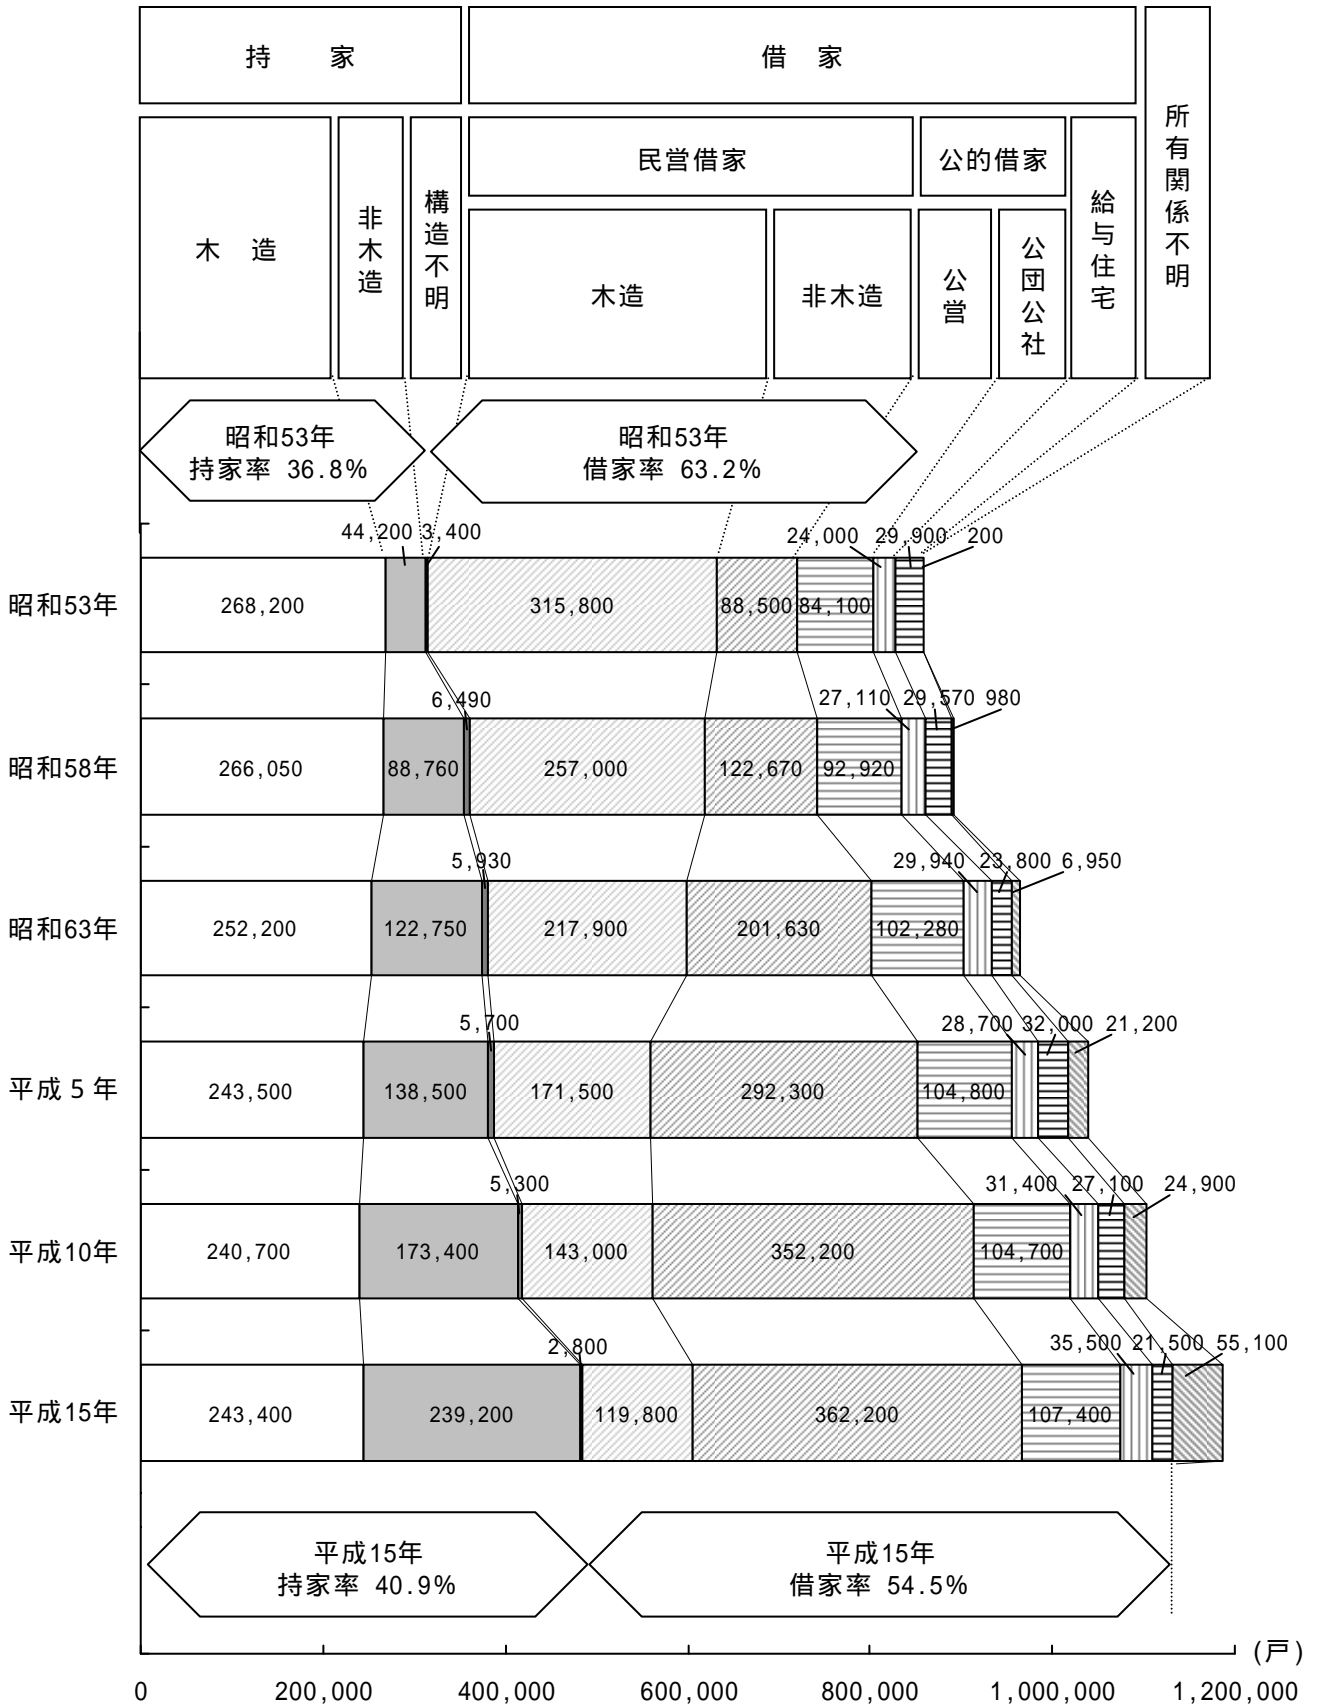 持　家
借　家
所有関係不明
木　造
非木造
構造不明
民営借家
公的借家
給与住宅
木造
非木造
公営
公団公社
昭和53年
持家率 36.8%
昭和53年
借家率 63.2%
44,200 3,400 24,000 29,900 200
昭和53年 268,200 315,800 88,500 84,100
6,490 27,110 29,570 980
昭和58年 266,050 88,760 257,000 122,670 92,920
5,930 29,940 23,800 6,950
昭和63年 252,200 122,750 217,900 201,630 102,280
5,700 28,700 32,000 21,200
平成５年 243,500 138,500 171,500 292,300 104,800
5,300 31,400 27,100 24,900
平成10年 240,700 173,400 143,000 352,200 104,700
2,800 35,500 21,500 55,100
平成15年 243,400 239,200 119,800 362,200 107,400
平成15年
持家率 40.9%
平成15年
借家率 54.5%
(戸)
0 200,000 400,000 600,000 800,000 1,000,000 1,200,000